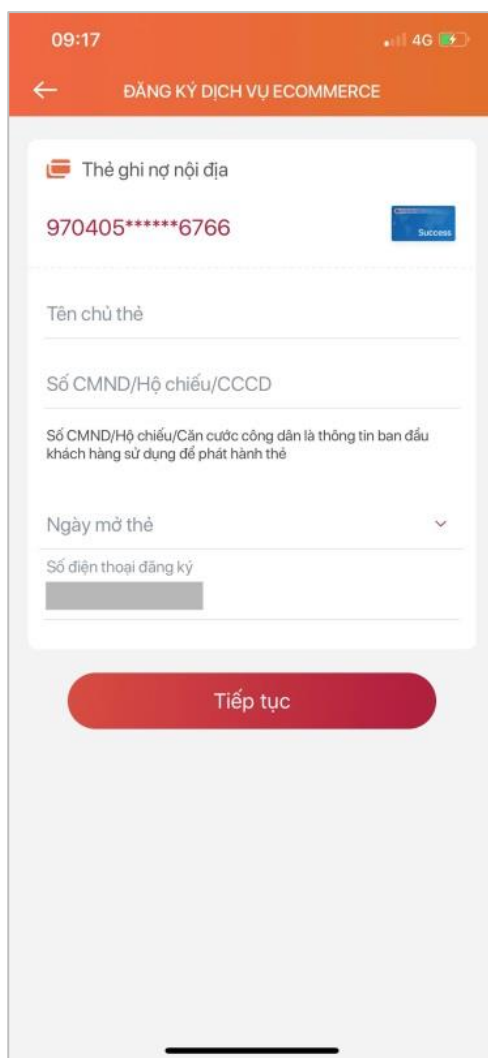 09:17
4G
ĐĂNG KÝ DỊCH VỤ ECOMMERCE
Thẻ ghi nợ nội địa
970405******6766
Success
Tên chủ thẻ
Số CMND/Hộ chiếu/CCCD
Số CMND/Hộ chiếu/Căn cước công dân là thông tin ban đầu
khách hàng sử dụng để phát hành thẻ
Ngày mở thẻ
Số điện thoại đăng ký
Tiếp tục